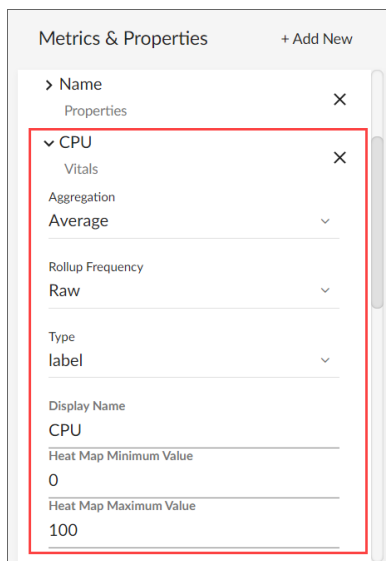 Metrics & Properties + Add New
Name
Properties
CPU
Vitals
Aggregation
Average
Rollup Frequency
Raw
Type
label
Display Name
CPU
Heat Map Minimum Value
0
Heat Map Maximum Value
100